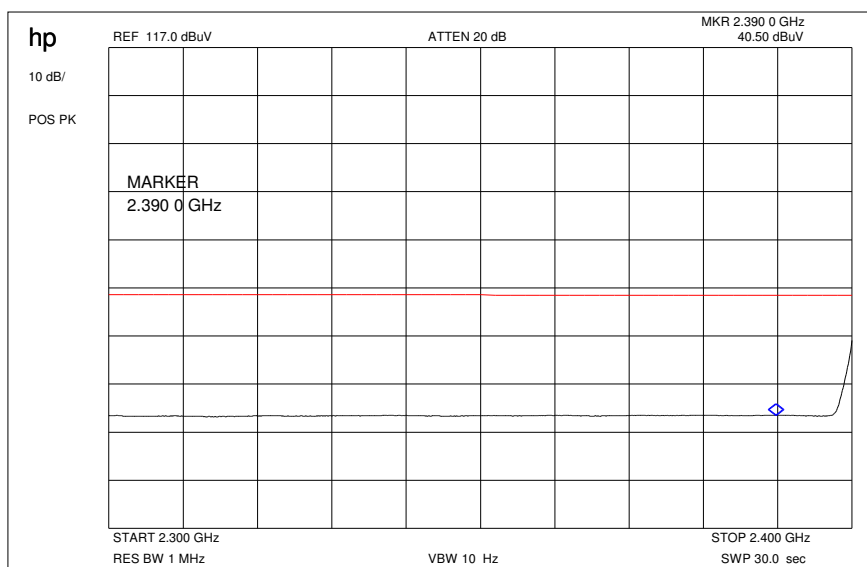 hp
REF 117.0 dBuV
ATTEN 20 dB
MKR 2.390 0 GHz
40.50 dBuV
10 dB/
POS PK
MARKER
2.390 0 GHz
START 2.300 GHz
STOP 2.400 GHz
RES BW 1 MHz
VBW 10 Hz
SWP 30.0 sec